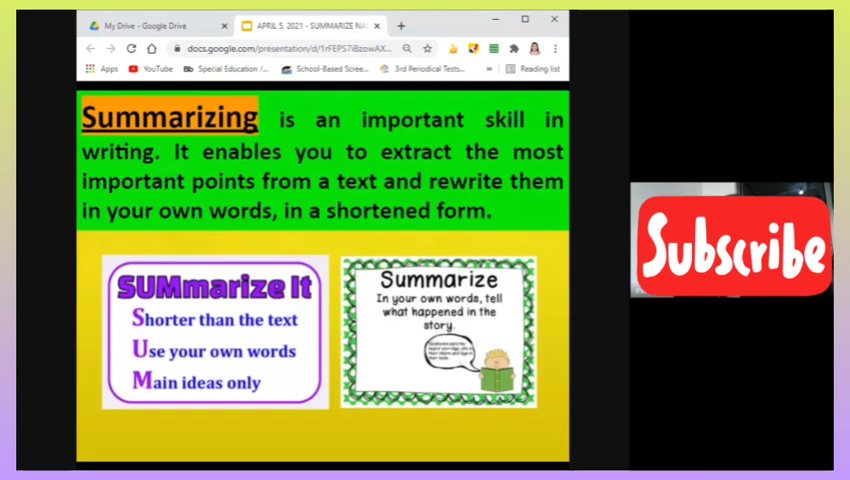 My Drive - Google Drive
APRIL 5, 2021 - SUMMARIZE NA
docs.google.com/presentation/d/1rFEPS7i8zowAX...
Apps
YouTube
Bb Special Education /...
School-Based Scree...
3rd Periodical Tests...
»
Reading list
Summarizing is an important skill in
writing. It enables you to extract the most
important points from a text and rewrite them
in your own words, in a shortened form.
SUMmarize It
Shorter than the text
Use your own words
Main ideas only
Summarize
In your own words, tell
what happened in the
story.
Subscribe